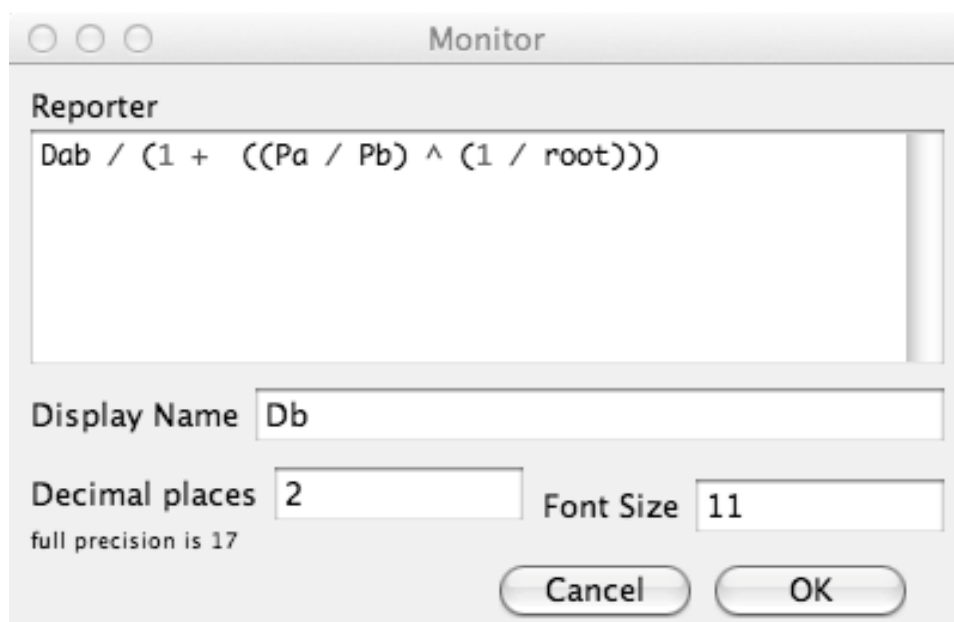 Monitor
Reporter
Dab / (1 +  ((Pa / Pb) ^ (1 / root)))
Display Name Db
Decimal places 2 Font Size 11
full precision is 17
Cancel OK